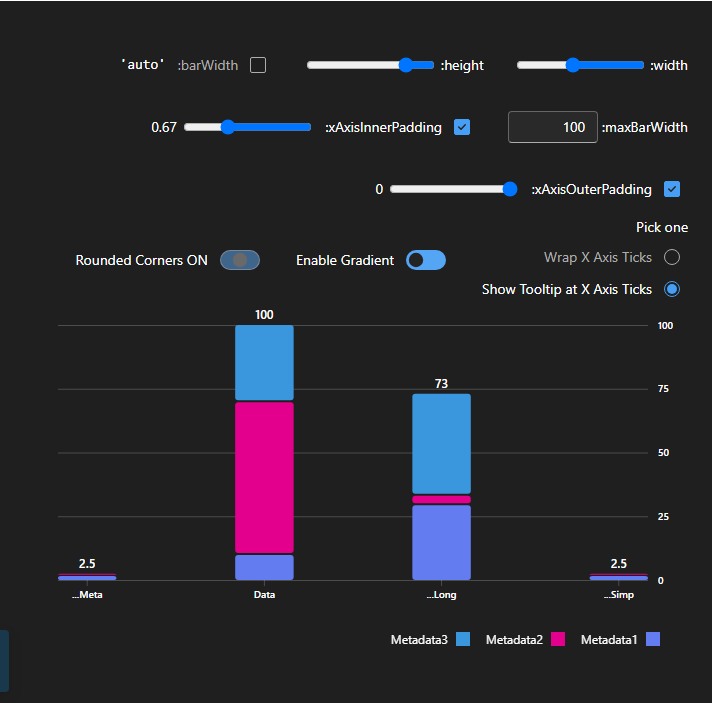 'auto' :barWidth :height :width
0.67 :xAxisInnerPadding 100 :maxBarWidth
0 :xAxisOuterPadding
Pick one
Rounded Corners ON Enable Gradient Wrap X Axis Ticks
Show Tooltip at X Axis Ticks
100
100
75
73
50
25
2.5
2.5
0
...Meta Data ...Long ...Simp
Metadata3 Metadata2 Metadata1